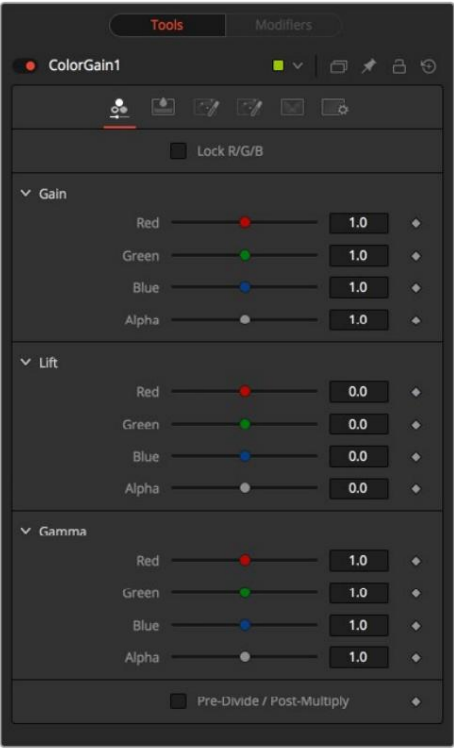 Tools Modifiers
ColorGain1
Lock R/G/B
Gain
Red 1.0
Green 1.0
Blue 1.0
Alpha 1.0
Lift
Red 0.0
Green 0.0
Blue 0.0
Alpha 0.0
Gamma
Red 1.0
Green 1.0
Blue 1.0
Alpha 1.0
Pre-Divide / Post-Multiply